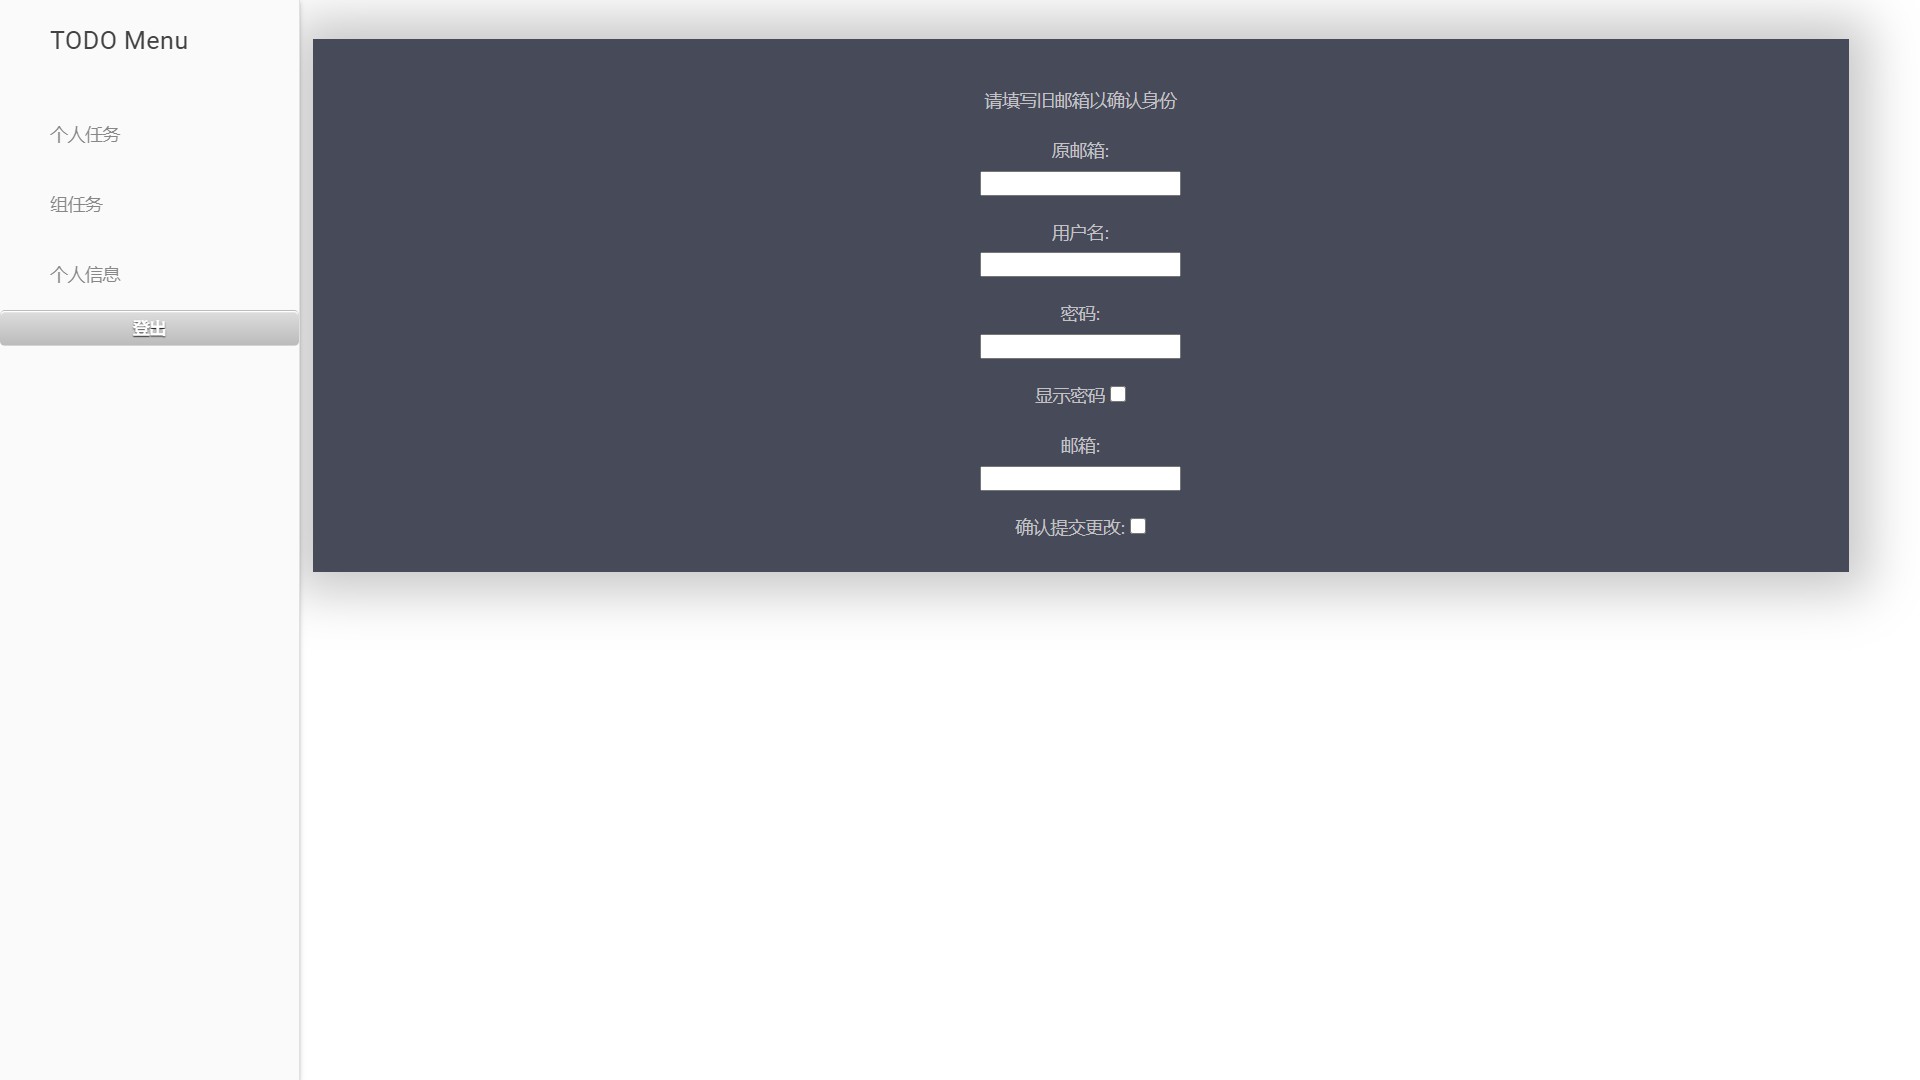 TODO Menu
个人任务
组任务
个人信息
登出
请填写旧邮箱以确认身份
原邮箱:
用户名:
密码:
显示密码
邮箱:
确认提交更改: